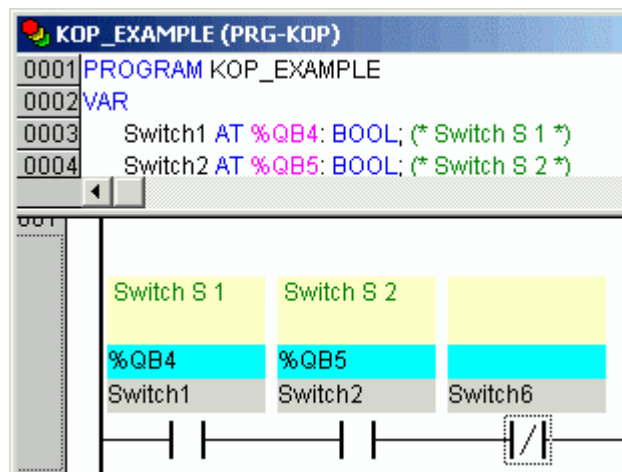 KOP_EXAMPLE (PRG-KOP)
0001 PROGRAM KOP_EXAMPLE
0002 VAR
0003 Switch1 AT %QB4: BOOL; (* Switch S 1 *)
0004 Switch2 AT %QB5: BOOL; (* Switch S 2 *)
Switch S 1 Switch S 2
%QB4 %QB5
Switch1 Switch2 Switch6